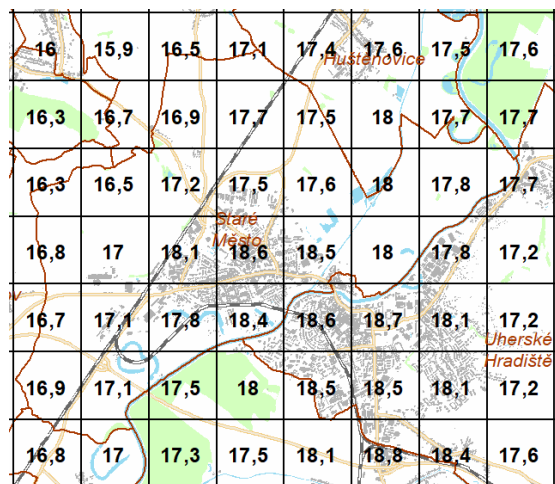 16 15,9 16,5 17,1 17,4 17,6 17,5 17,6
Huštěnovice
16,3 16,7 16,9 17,7 17,5 18 17,7 17,7
16,3 16,5 17,2 17,5 17,6 18 17,8 17,7
Staré
Město
16,8 17 18,1 18,6 18,5 18 17,8 17,2
16,7 17,1 17,8 18,4 18,6 18,7 18,1 17,2
Uherské
Hradiště
16,9 17,1 17,5 18 18,5 18,5 18,1 17,2
16,8 17 17,3 17,5 18,1 18,8 18,4 17,6